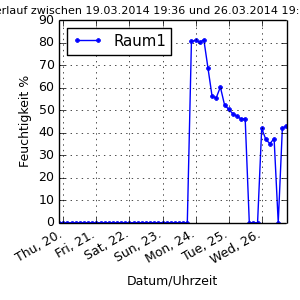 erlauf zwischen 19.03.2014 19:36 und 26.03.2014 19:
90
80
70
60
50
40
30
20
10
0
Feuchtigkeit %
Raum1
Thu, 20.
Fri, 21.
Sat, 22.
Sun, 23.
Mon, 24.
Tue, 25.
Wed, 26.
Datum/Uhrzeit